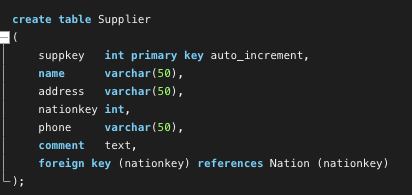 create table Supplier
(
    suppkey   int primary key auto_increment,
    name      varchar(50),
    address   varchar(50),
    nationkey int,
    phone     varchar(50),
    comment   text,
    foreign key (nationkey) references Nation (nationkey)
);